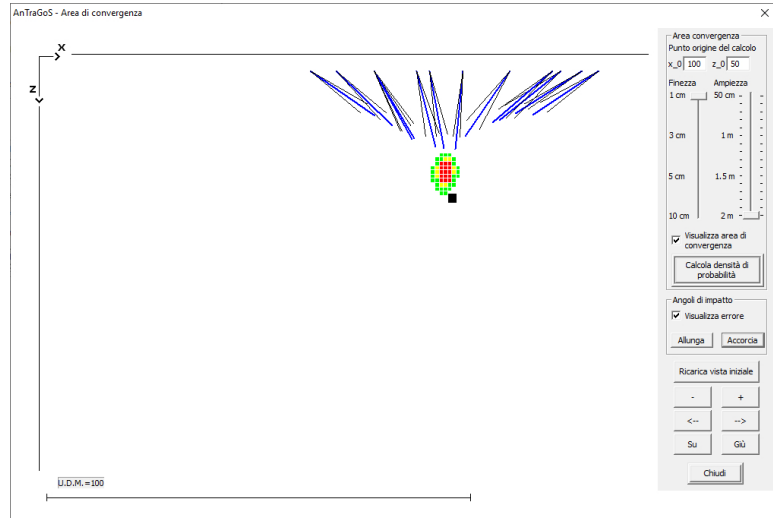 AnTraGoS - Area di convergenza
X
Z
U.D.M.=100
Area convergenza
Punto origine del calcolo
x_0 100 z_0 50
Finezza Ampiezza
1 cm 50 cm
3 cm 1 m
5 cm 1.5 m
10 cm 2 m
Visualizza area di
convergenza
Calcola densità di
probabilità
Angoli di impatto
Visualizza errore
Allunga Accorcia
Ricarica vista iniziale
- +
<-- -->
Su Giù
Chiudi